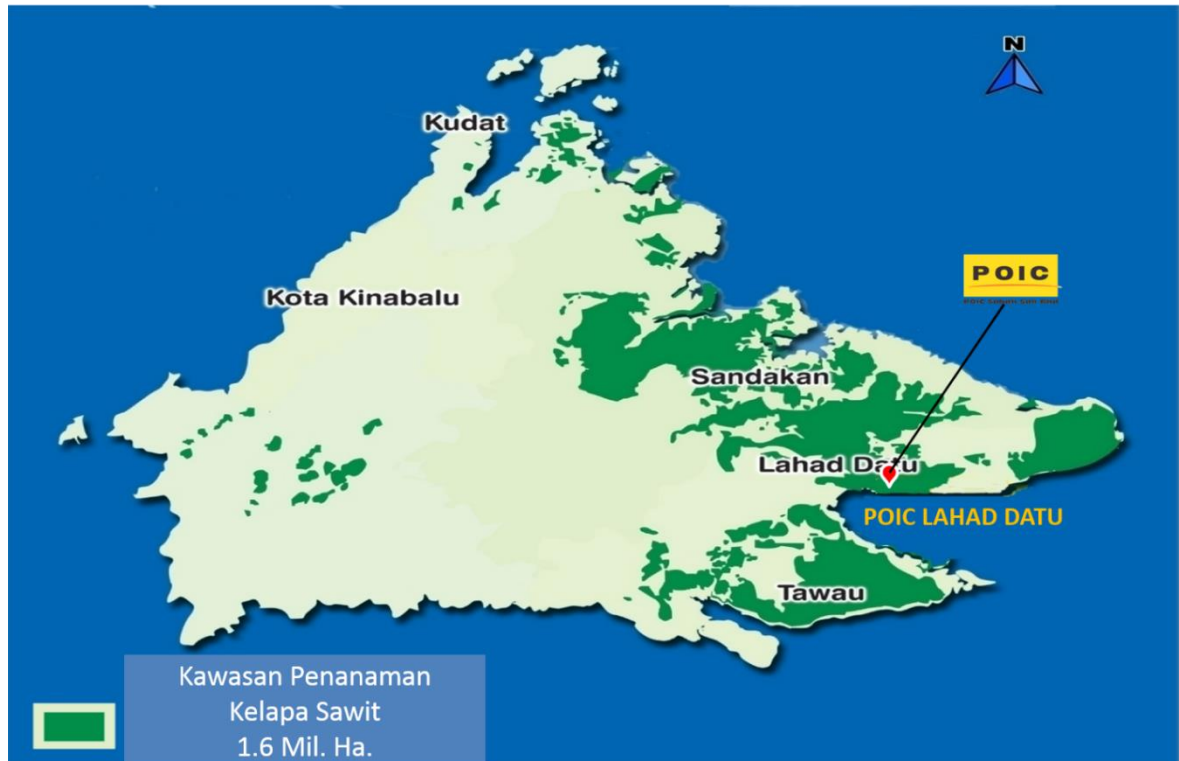 N
Kudat
POIC
Kota Kinabalu
Sandakan
Lahad Datu
POIC LAHAD DATU
Tawau
Kawasan Penanaman
Kelapa Sawit
1.6 Mil. Ha.